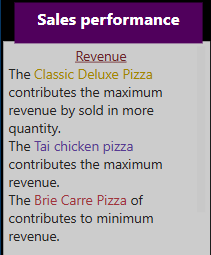 Sales performance
Revenue
The Classic Deluxe Pizza
contributes the maximum
revenue by sold in more
quantity.
The Tai chicken pizza
contributes the maximum
revenue.
The Brie Carre Pizza of
contributes to minimum
revenue.